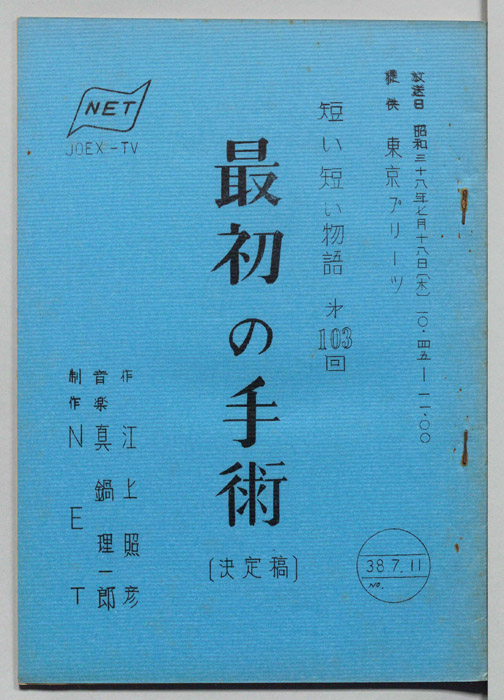 放送日 昭和三十八年七月十八日(木)一〇・四五―一一・〇〇
提供 東京プリーツ
短い短い物語 第103回
最初の手術
〔決定稿〕
作 江上照彦
音楽 真鍋理一郎
制作 NET
NET
JOEX-TV
38.7.11
NO.